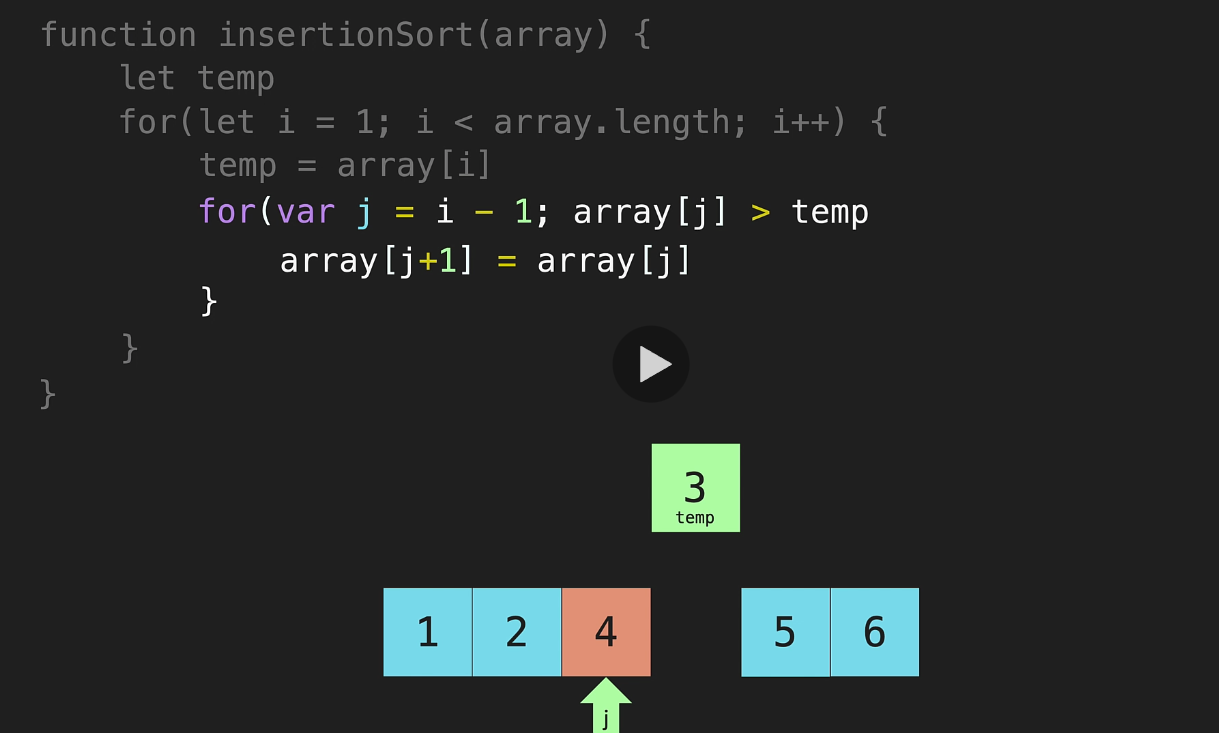 function insertionSort(array) {
let temp
for(let i = 1; i < array.length; i++) {
temp = array[i]
for(var j = i - 1; array[j] > temp
array[j+1] = array[j]
}
}
}
3
temp
1 2 4 5 6
j